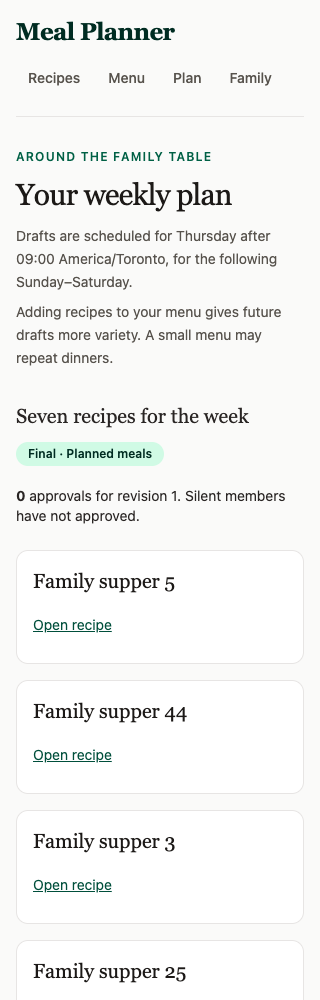 Meal Planner
Recipes Menu Plan Family
AROUND THE FAMILY TABLE
Your weekly plan
Drafts are scheduled for Thursday after
09:00 America/Toronto, for the following
Sunday–Saturday.
Adding recipes to your menu gives future
drafts more variety. A small menu may
repeat dinners.
Seven recipes for the week
Final · Planned meals
0 approvals for revision 1. Silent members
have not approved.
Family supper 5
Open recipe
Family supper 44
Open recipe
Family supper 3
Open recipe
Family supper 25